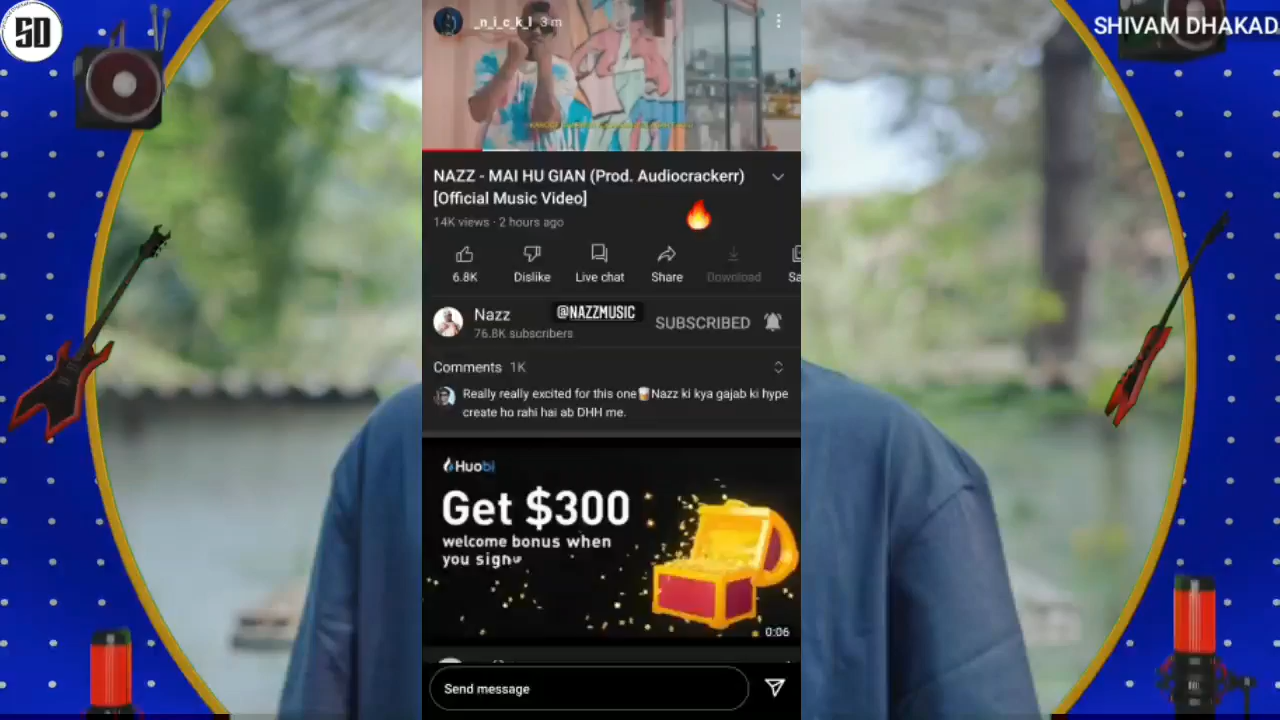 SD
SHIVAM DHAKAD
_n_i_c_k_l 3 m
NAZZ - MAI HU GIAN (Prod. Audiocrackerr)
[Official Music Video]
14K views · 2 hours ago
6.8K
Dislike
Live chat
Share
Download
Sa
Nazz
@NAZZMUSIC
76.8K subscribers
SUBSCRIBED
Comments 1K
Really really excited for this one🥃Nazz ki kya gajab ki hype
create ho rahi hai ab DHH me.
Huobi
Get $300
welcome bonus when
you signup
0:06
Send message